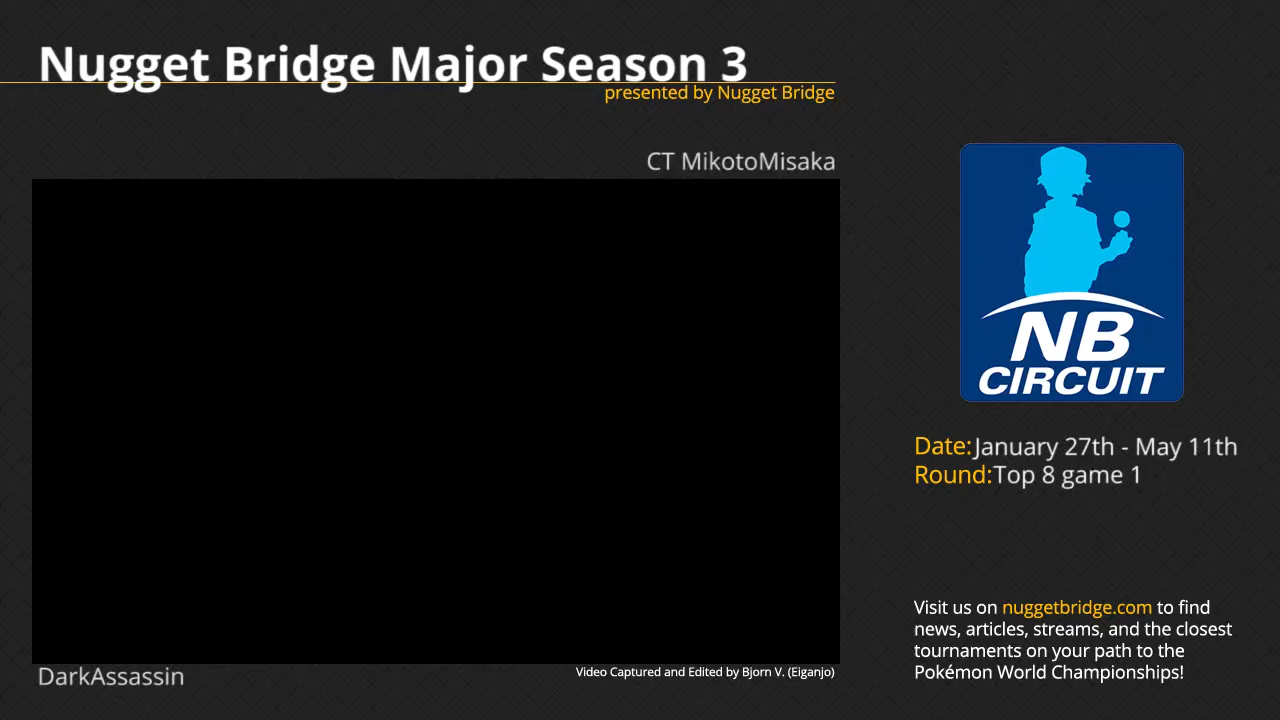 Nugget Bridge Major Season 3
presented by Nugget Bridge
CT MikotoMisaka
NB
CIRCUIT
Date: January 27th - May 11th
Round: Top 8 game 1
Visit us on nuggetbridge.com to find
news, articles, streams, and the closest
tournaments on your path to the
Pokémon World Championships!
DarkAssassin
Video Captured and Edited by Bjorn V. (Eiganjo)